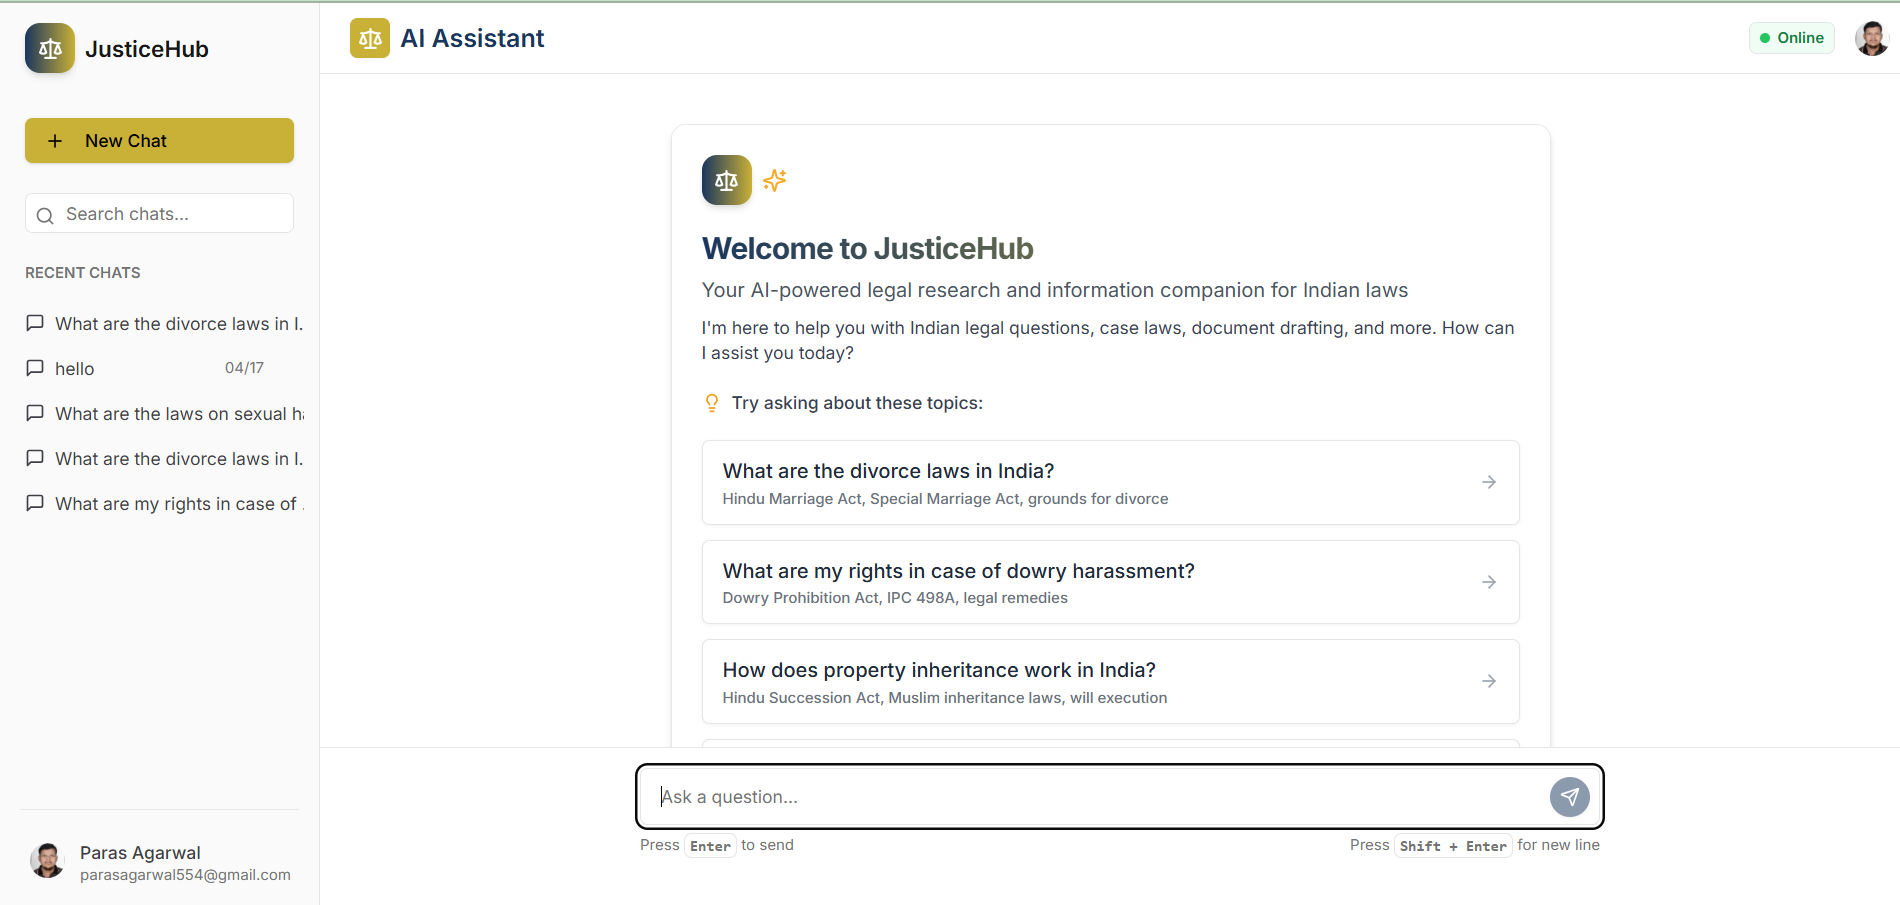 JusticeHub
New Chat
Search chats...
RECENT CHATS
What are the divorce laws in I.
hello 04/17
What are the laws on sexual ha
What are the divorce laws in I.
What are my rights in case of .
Paras Agarwal
parasagarwal554@gmail.com
AI Assistant
Online
Welcome to JusticeHub
Your AI-powered legal research and information companion for Indian laws
I'm here to help you with Indian legal questions, case laws, document drafting, and more. How can
I assist you today?
Try asking about these topics:
What are the divorce laws in India?
Hindu Marriage Act, Special Marriage Act, grounds for divorce
What are my rights in case of dowry harassment?
Dowry Prohibition Act, IPC 498A, legal remedies
How does property inheritance work in India?
Hindu Succession Act, Muslim inheritance laws, will execution
Ask a question...
Press Enter to send
Press Shift + Enter for new line